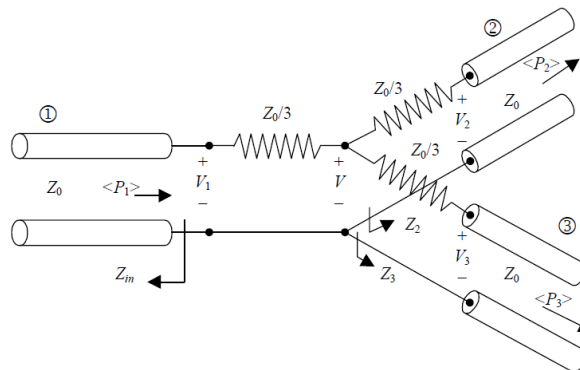 ②
<P2>
Z0/3
①
Z0/3
+
V2
−
Z0
Z0/3
Z0
<P1>
+
V1
−
+
V
−
③
Z2
+
V3
−
Z0
Zin
Z3
<P3>